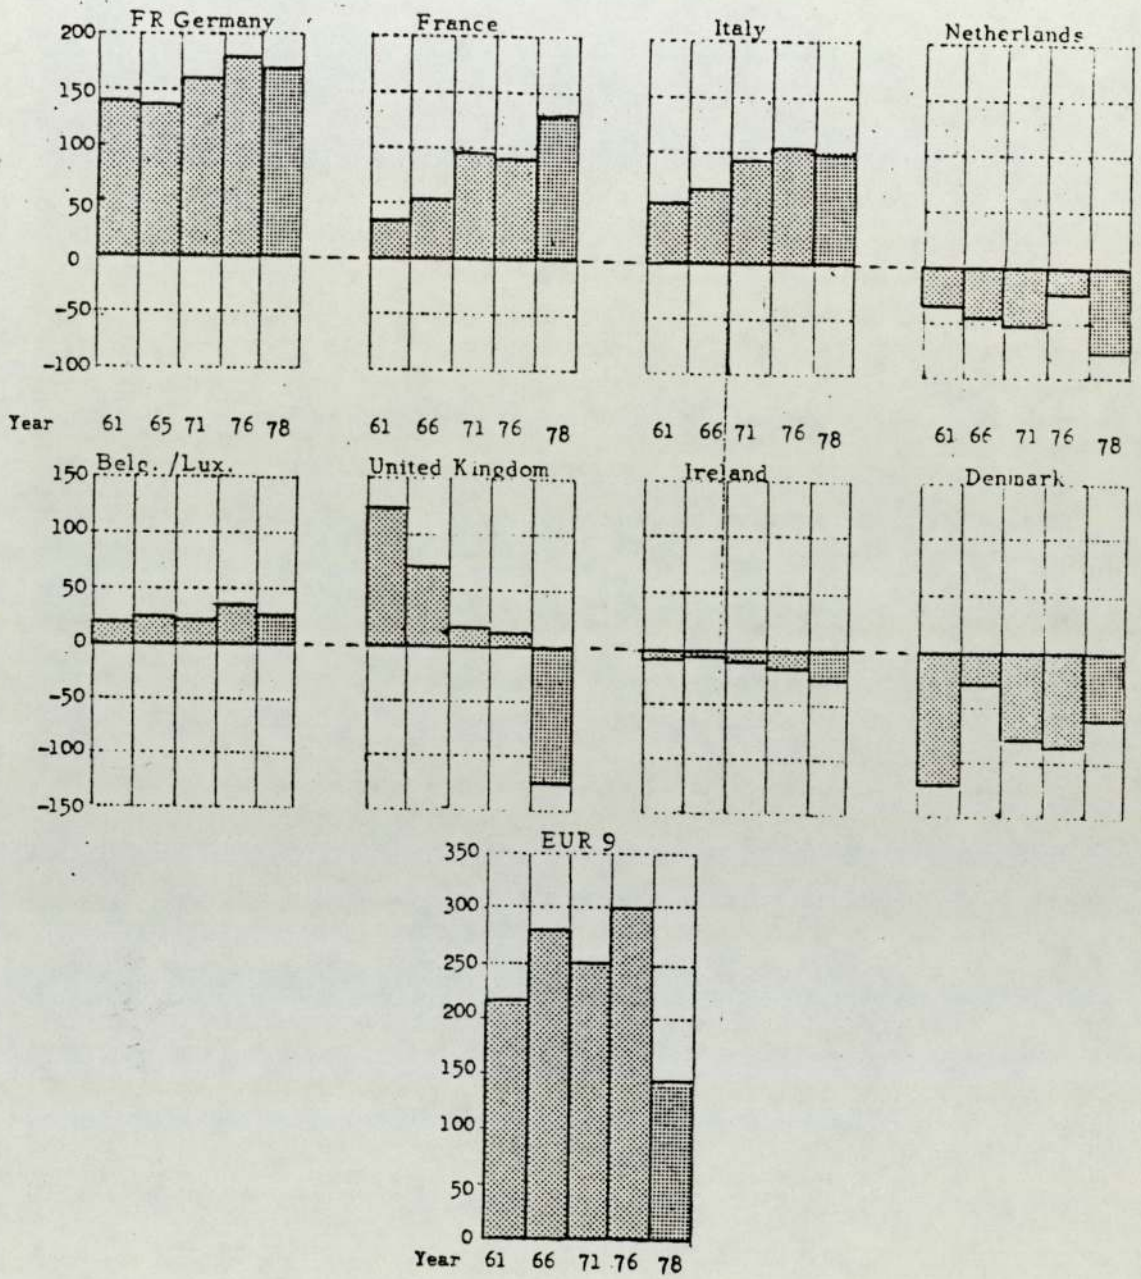 FR Germany
France
Italy
Netherlands
200
150
100
50
0
-50
-100
Year 61 65 71 76 78 61 66 71 76 78 61 66 71 76 78 61 66 71 76 78
Belg. /Lux.
United Kingdom
Ireland
Denmark
150
100
50
0
-50
-100
-150
EUR 9
350
300
250
200
150
100
50
0
Year 61 66 71 76 78